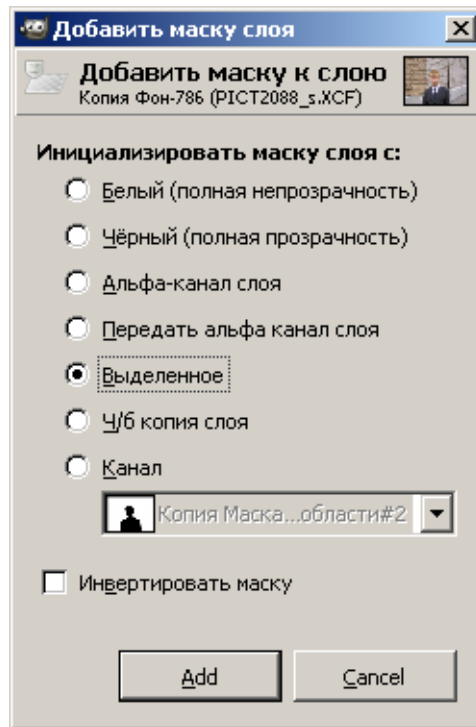 Добавить маску слоя
Добавить маску к слою
Копия Фон-786 (PICT2088_s.XCF)
Инициализировать маску слоя с:
Белый (полная непрозрачность)
Чёрный (полная прозрачность)
Альфа-канал слоя
Передать альфа канал слоя
Выделенное
Ч/б копия слоя
Канал
Копия Маска...области#2
Инвертировать маску
Add
Cancel